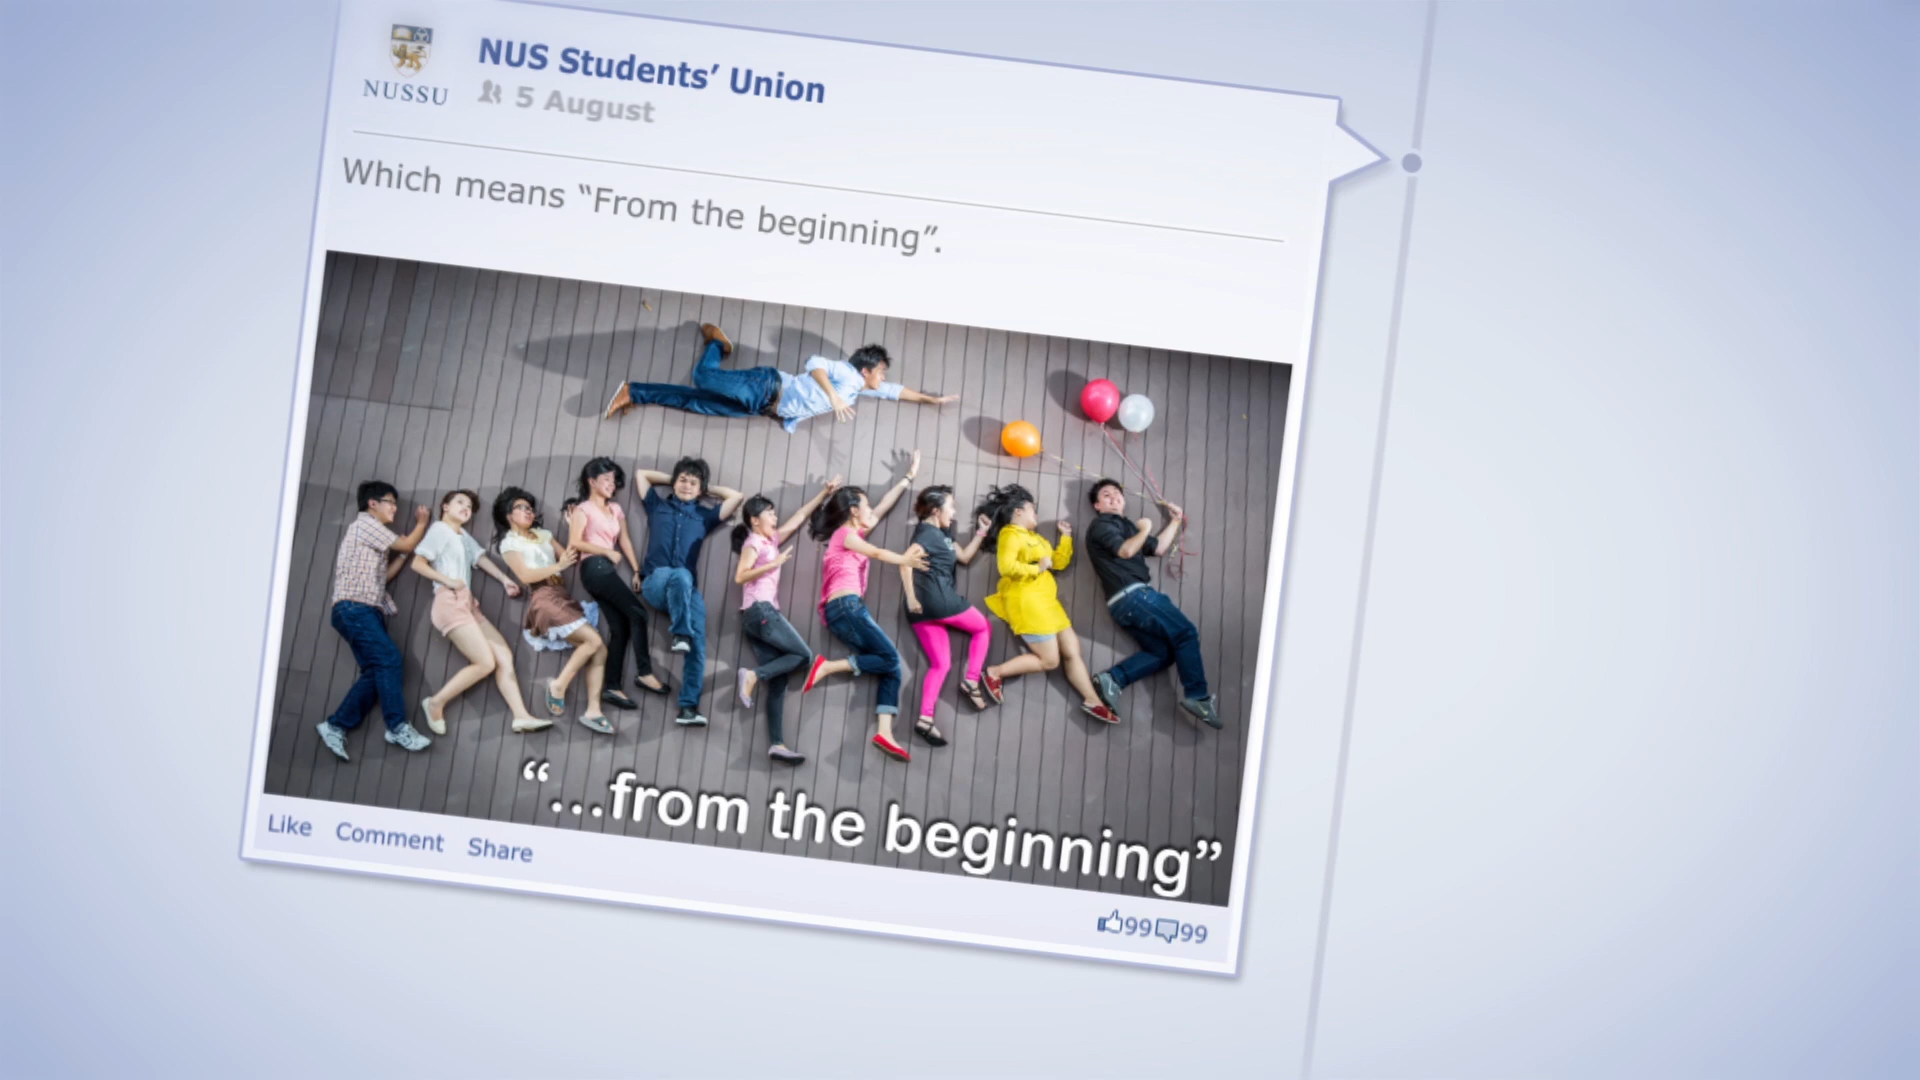 NUSSU
NUS Students’ Union
5 August
Which means “From the beginning”.
“...from the beginning”
Like Comment Share
99 99